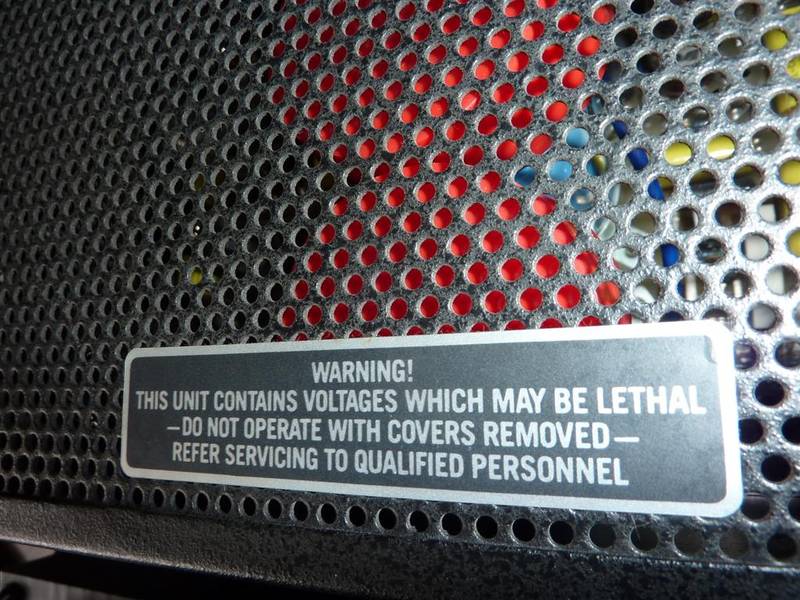 WARNING!
THIS UNIT CONTAINS VOLTAGES WHICH MAY BE LETHAL
—DO NOT OPERATE WITH COVERS REMOVED—
REFER SERVICING TO QUALIFIED PERSONNEL